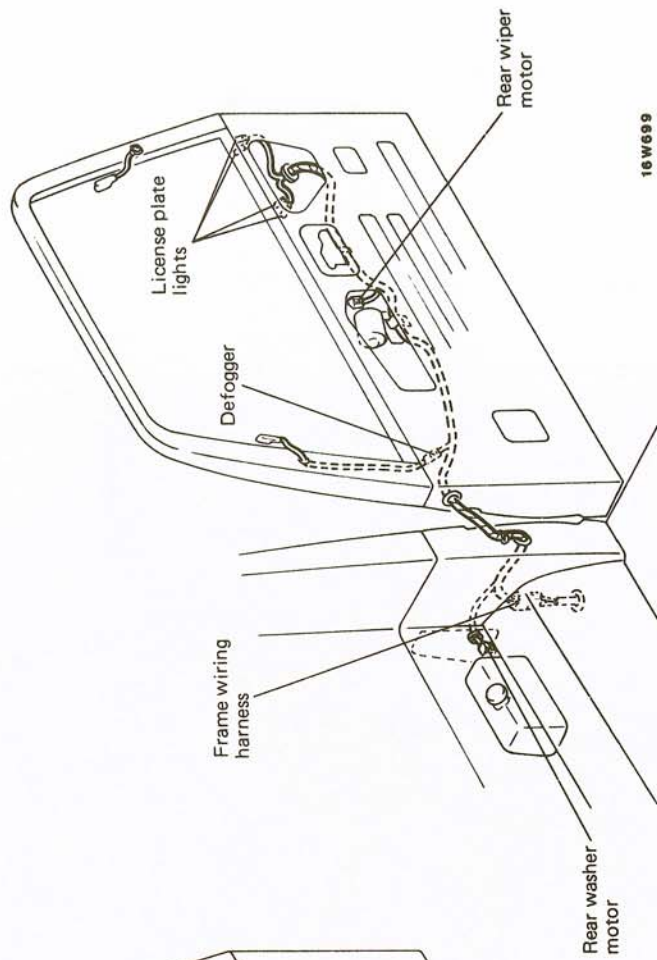 License plate
lights
Rear wiper
motor
Defogger
Frame wiring
harness
Rear washer
motor
16W699